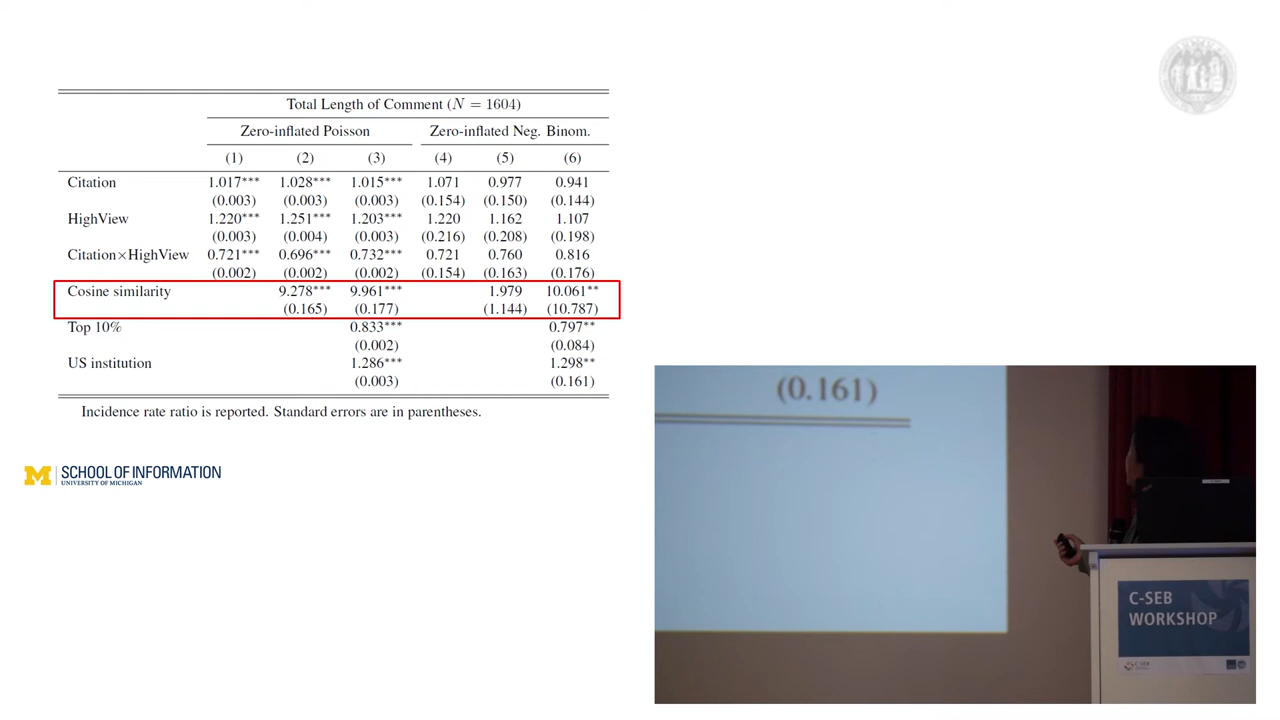 Total Length of Comment (N = 1604)
Zero-inflated Poisson Zero-inflated Neg. Binom.
(1) (2) (3) (4) (5) (6)
Citation 1.017*** 1.028*** 1.015*** 1.071 0.977 0.941
(0.003) (0.003) (0.003) (0.154) (0.150) (0.144)
HighView 1.220*** 1.251*** 1.203*** 1.220 1.162 1.107
(0.003) (0.004) (0.003) (0.216) (0.208) (0.198)
Citation×HighView 0.721*** 0.696*** 0.732*** 0.721 0.760 0.816
(0.002) (0.002) (0.002) (0.154) (0.163) (0.176)
Cosine similarity 9.278*** 9.961*** 1.979 10.061**
(0.165) (0.177) (1.144) (10.787)
Top 10% 0.833*** 0.797**
(0.002) (0.084)
US institution 1.286*** 1.298**
(0.003) (0.161)
Incidence rate ratio is reported. Standard errors are in parentheses.
M SCHOOL OF INFORMATION
UNIVERSITY OF MICHIGAN
(0.161)
C-SEB
WORKSHOP
C-SEB